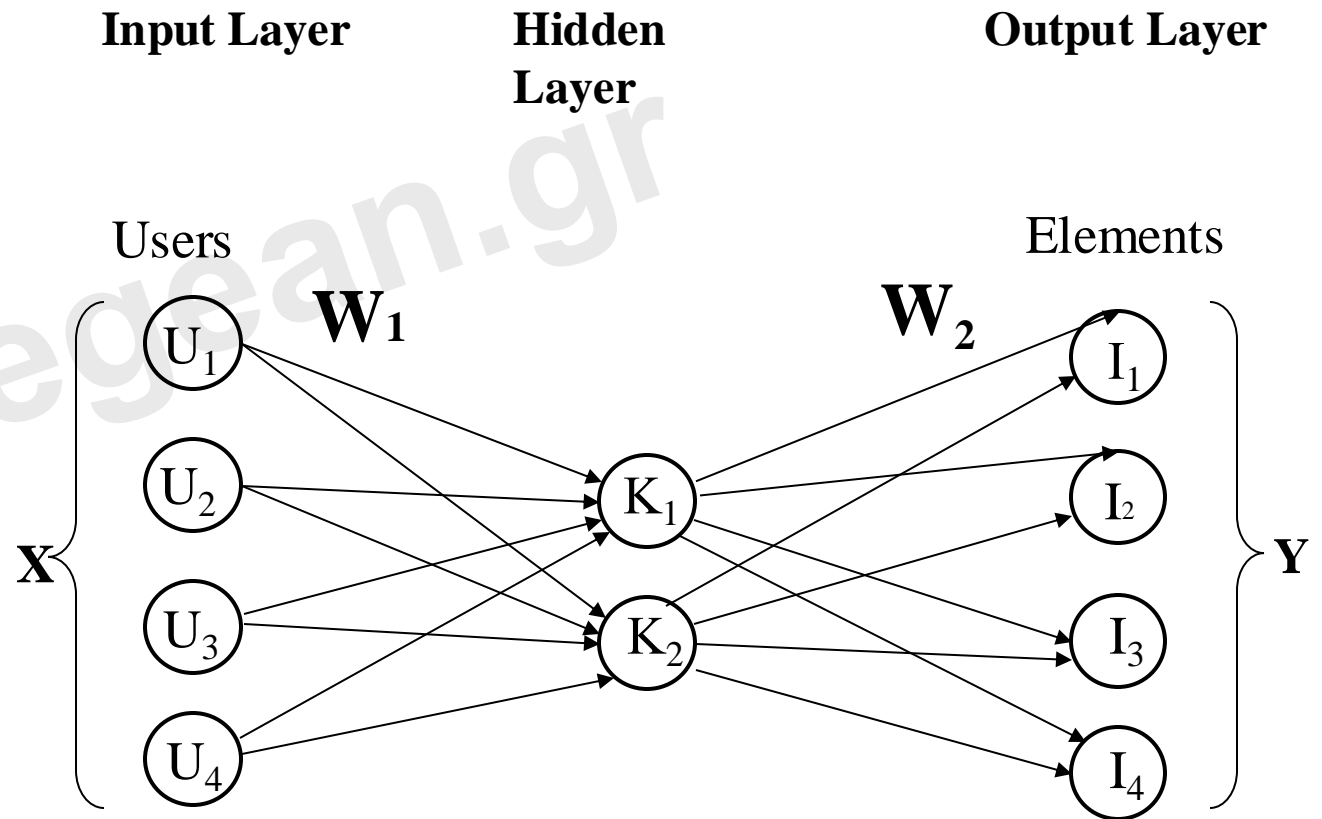 Input Layer
Hidden
Layer
Output Layer
egean.gr
Users
Elements
W1
W2
U1
U2
U3
U4
X
K1
K2
I1
I2
I3
I4
Y